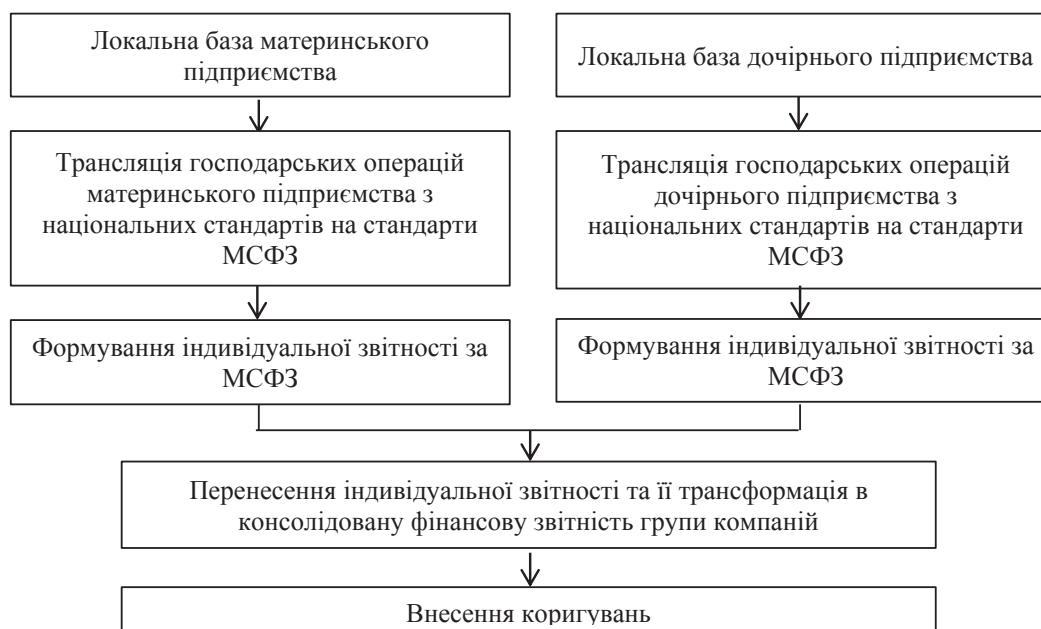 Локальна база материнського
підприємства
Локальна база дочірнього підприємства
Трансляція господарських операцій
материнського підприємства з
національних стандартів на стандарти
МСФЗ
Трансляція господарських операцій
дочірнього підприємства з
національних стандартів на стандарти
МСФЗ
Формування індивідуальної звітності за
МСФЗ
Формування індивідуальної звітності за
МСФЗ
Перенесення індивідуальної звітності та її трансформація в
консолідовану фінансову звітність групи компаній
Внесення коригувань